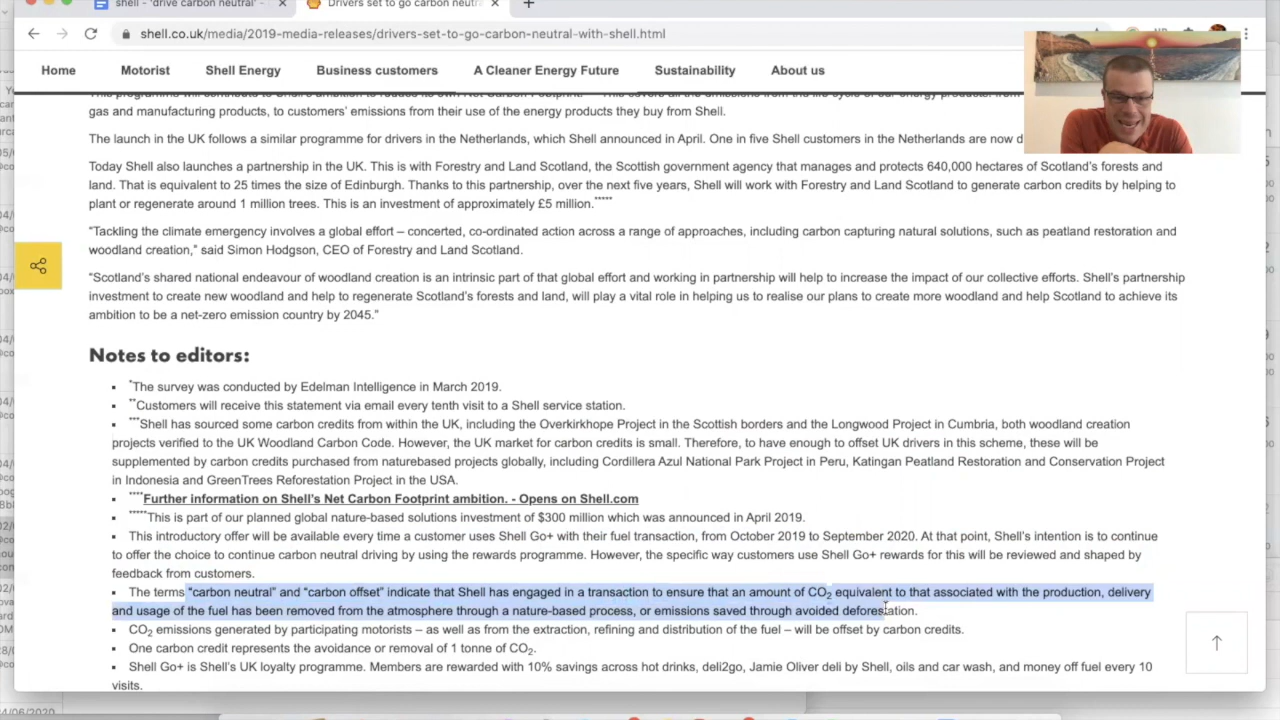 shell - 'drive carbon neutral' -
Drivers set to go carbon neutra
shell.co.uk/media/2019-media-releases/drivers-set-to-go-carbon-neutral-with-shell.html
Home Motorist Shell Energy Business customers A Cleaner Energy Future Sustainability About us
This programme will contribute to Shell's ambition to reduce its own Net Carbon Footprint. **** This covers all the emissions from the life cycle of our energy products: from
gas and manufacturing products, to customers' emissions from their use of the energy products they buy from Shell.
The launch in the UK follows a similar programme for drivers in the Netherlands, which Shell announced in April. One in five Shell customers in the Netherlands are now d
Today Shell also launches a partnership in the UK. This is with Forestry and Land Scotland, the Scottish government agency that manages and protects 640,000 hectares of Scotland's forests and
land. That is equivalent to 25 times the size of Edinburgh. Thanks to this partnership, over the next five years, Shell will work with Forestry and Land Scotland to generate carbon credits by helping to
plant or regenerate around 1 million trees. This is an investment of approximately £5 million.*****
“Tackling the climate emergency involves a global effort – concerted, co-ordinated action across a range of approaches, including carbon capturing natural solutions, such as peatland restoration and
woodland creation,” said Simon Hodgson, CEO of Forestry and Land Scotland.
“Scotland’s shared national endeavour of woodland creation is an intrinsic part of that global effort and working in partnership will help to increase the impact of our collective efforts. Shell’s partnership
investment to create new woodland and help to regenerate Scotland’s forests and land, will play a vital role in helping us to realise our plans to create more woodland and help Scotland to achieve its
ambition to be a net-zero emission country by 2045.”
Notes to editors:
*The survey was conducted by Edelman Intelligence in March 2019.
**Customers will receive this statement via email every tenth visit to a Shell service station.
***Shell has sourced some carbon credits from within the UK, including the Overkirkhope Project in the Scottish borders and the Longwood Project in Cumbria, both woodland creation
projects verified to the UK Woodland Carbon Code. However, the UK market for carbon credits is small. Therefore, to have enough to offset UK drivers in this scheme, these will be
supplemented by carbon credits purchased from naturebased projects globally, including Cordillera Azul National Park Project in Peru, Katingan Peatland Restoration and Conservation Project
in Indonesia and GreenTrees Reforestation Project in the USA.
****Further information on Shell’s Net Carbon Footprint ambition. - Opens on Shell.com
*****This is part of our planned global nature-based solutions investment of $300 million which was announced in April 2019.
This introductory offer will be available every time a customer uses Shell Go+ with their fuel transaction, from October 2019 to September 2020. At that point, Shell’s intention is to continue
to offer the choice to continue carbon neutral driving by using the rewards programme. However, the specific way customers use Shell Go+ rewards for this will be reviewed and shaped by
feedback from customers.
The terms “carbon neutral” and “carbon offset” indicate that Shell has engaged in a transaction to ensure that an amount of CO2 equivalent to that associated with the production, delivery
and usage of the fuel has been removed from the atmosphere through a nature-based process, or emissions saved through avoided deforestation.
CO2 emissions generated by participating motorists – as well as from the extraction, refining and distribution of the fuel – will be offset by carbon credits.
One carbon credit represents the avoidance or removal of 1 tonne of CO2.
Shell Go+ is Shell’s UK loyalty programme. Members are rewarded with 10% savings across hot drinks, deli2go, Jamie Oliver deli by Shell, oils and car wash, and money off fuel every 10
visits.
24/06/2020